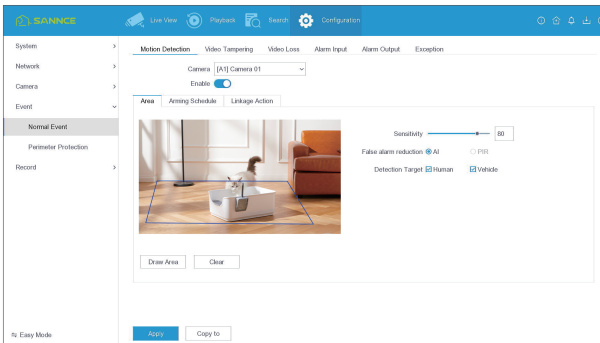 SANNCE
Live View
Playback
Search
Configuration
System
Network
Camera
Event
Normal Event
Perimeter Protection
Record
Easy Mode
Motion Detection Video Tampering Video Loss Alarm Input Alarm Output Exception
Camera [A1] Camera 01
Enable
Area Arming Schedule Linkage Action
Sensitivity 80
False alarm reduction AI PIR
Detection Target Human Vehicle
Draw Area Clear
Apply Copy to